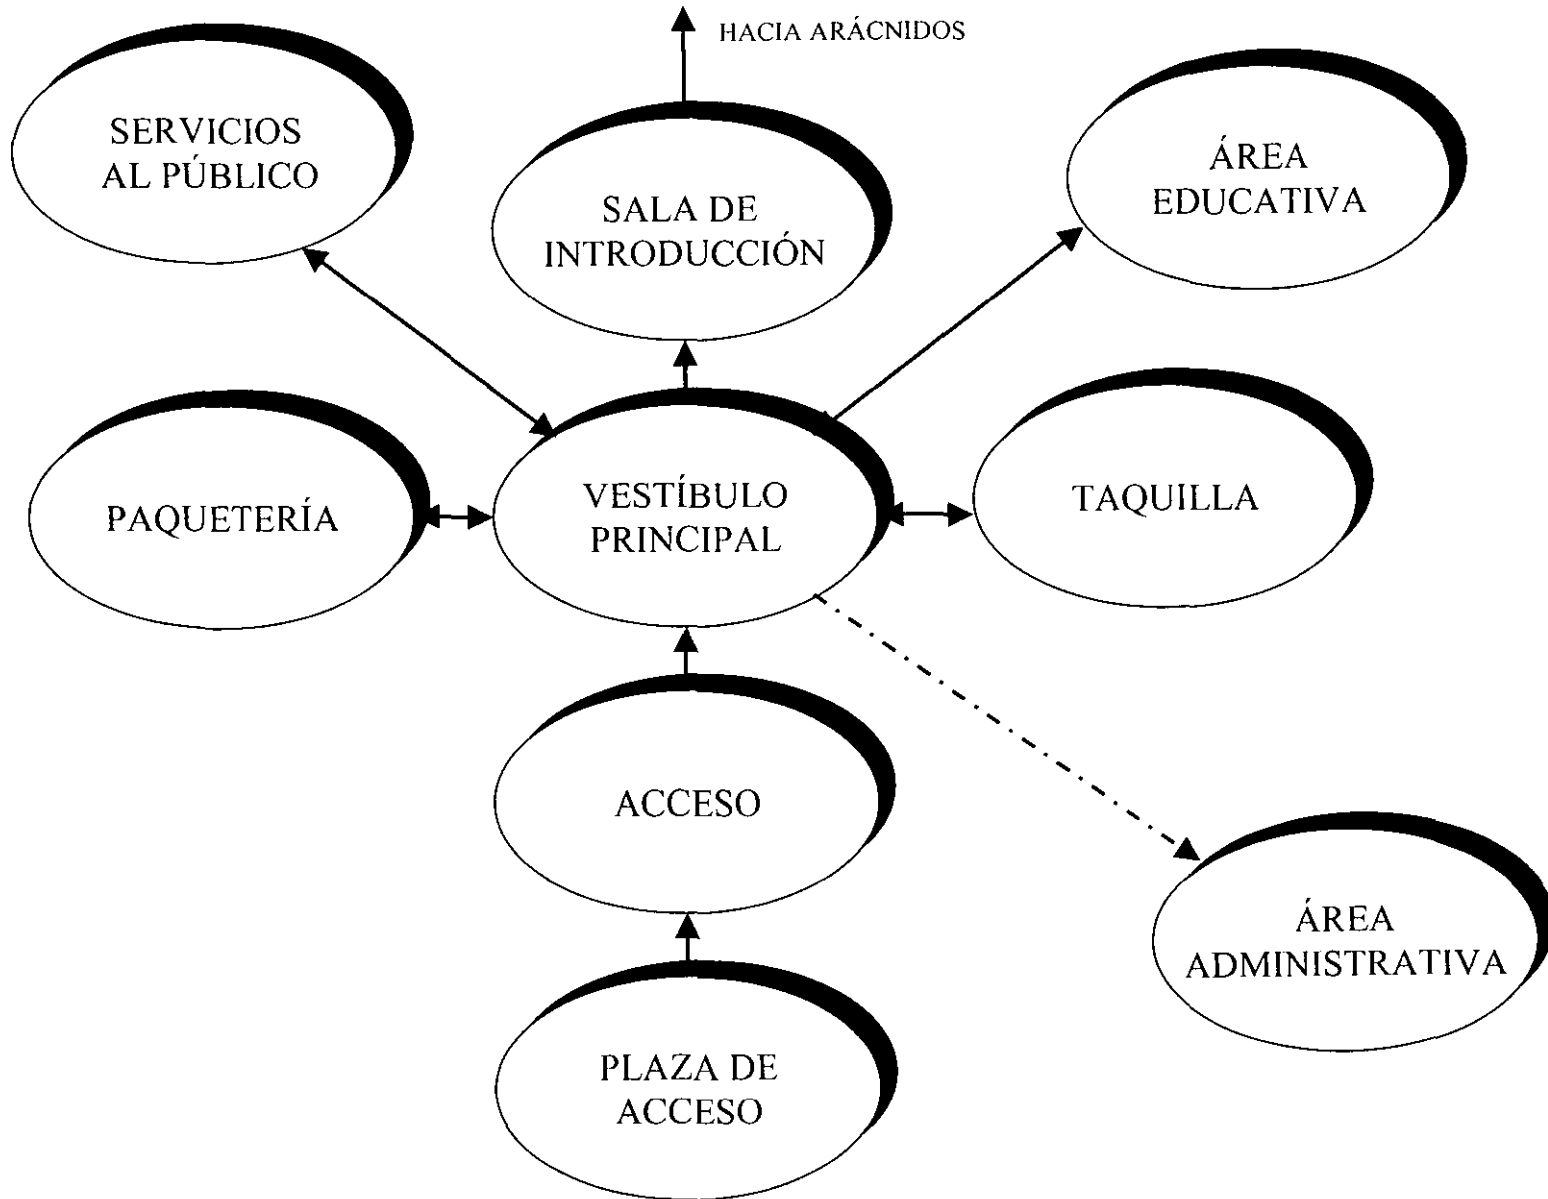 HACIA ARÁCNIDOS
SERVICIOS
AL PÚBLICO
SALA DE
INTRODUCCIÓN
ÁREA
EDUCATIVA
PAQUETERÍA
VESTÍBULO
PRINCIPAL
TAQUILLA
ACCESO
ÁREA
ADMINISTRATIVA
PLAZA DE
ACCESO